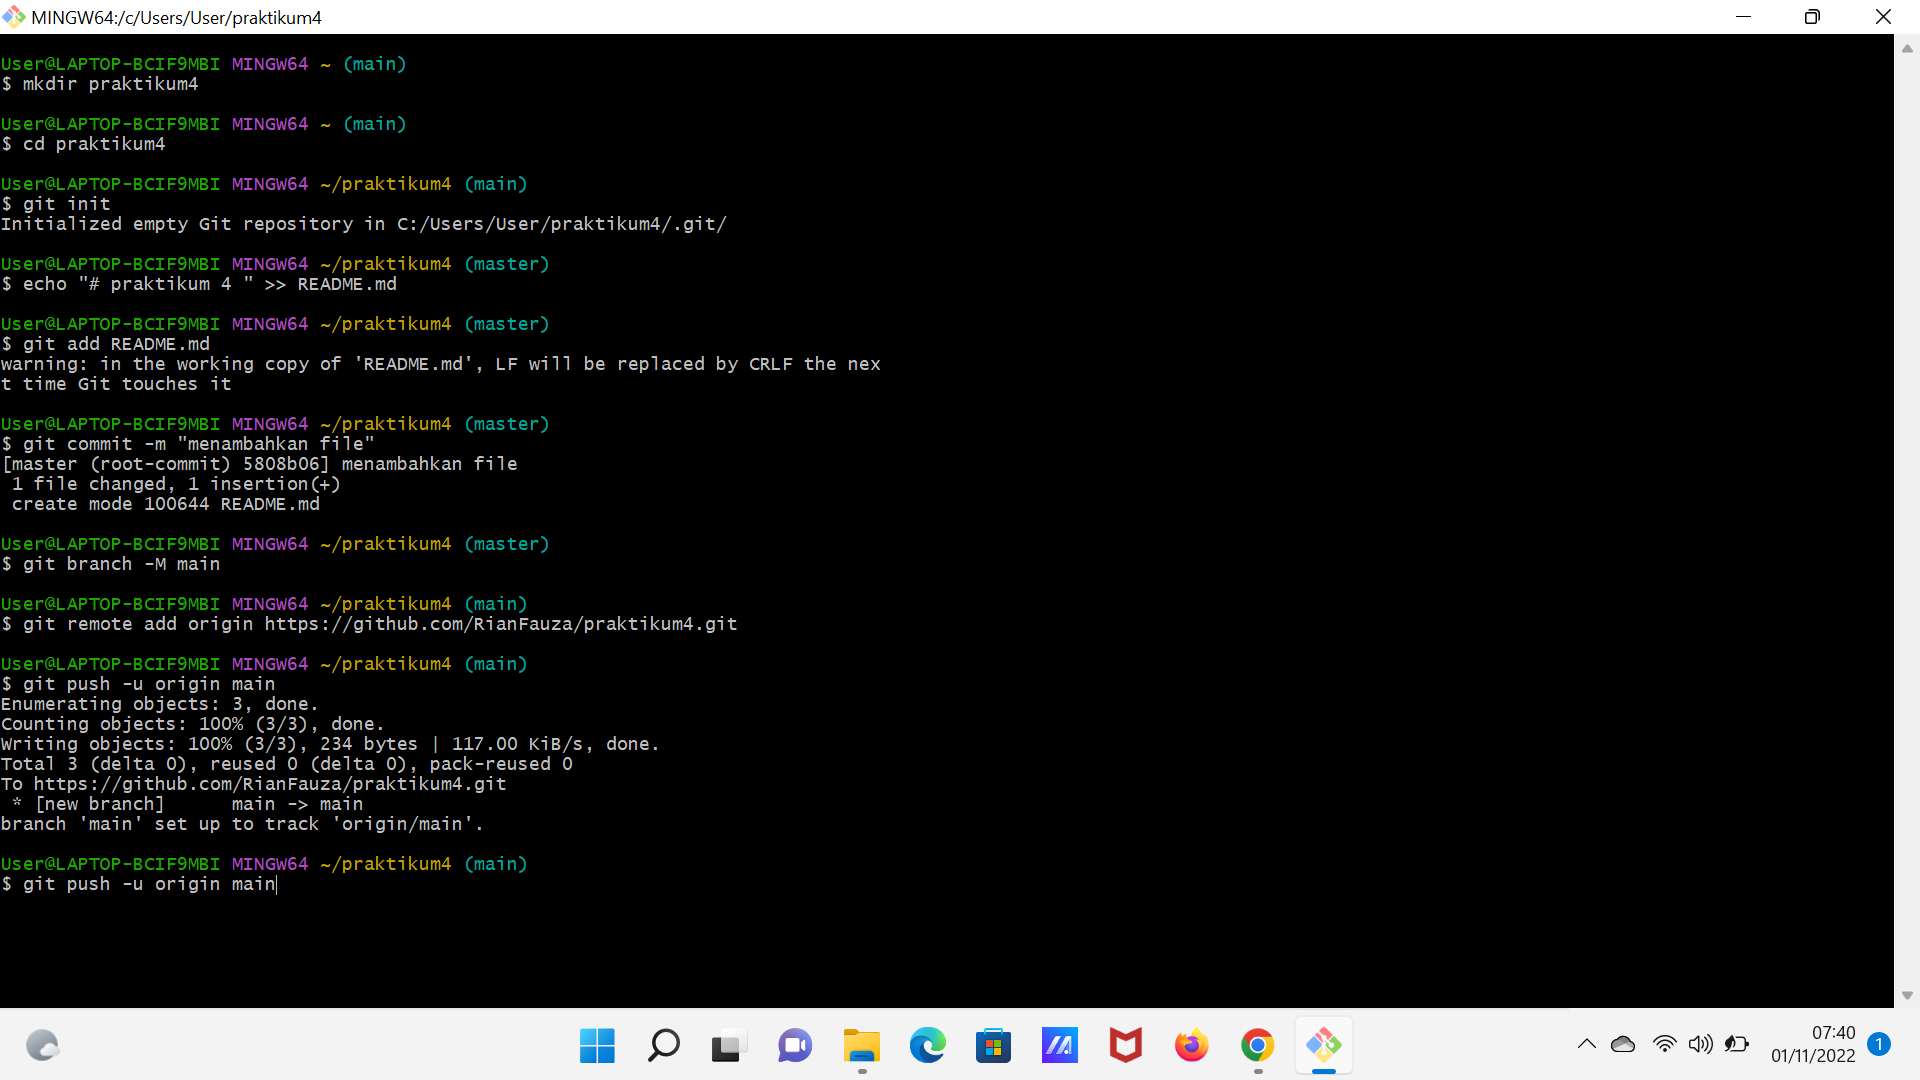 MINGW64:/c/Users/User/praktikum4
User@LAPTOP-BCIF9MBI MINGW64 ~ (main)
$ mkdir praktikum4
User@LAPTOP-BCIF9MBI MINGW64 ~ (main)
$ cd praktikum4
User@LAPTOP-BCIF9MBI MINGW64 ~/praktikum4 (main)
$ git init
Initialized empty Git repository in C:/Users/User/praktikum4/.git/
User@LAPTOP-BCIF9MBI MINGW64 ~/praktikum4 (master)
$ echo "# praktikum 4 " >> README.md
User@LAPTOP-BCIF9MBI MINGW64 ~/praktikum4 (master)
$ git add README.md
warning: in the working copy of 'README.md', LF will be replaced by CRLF the nex
t time Git touches it
User@LAPTOP-BCIF9MBI MINGW64 ~/praktikum4 (master)
$ git commit -m "menambahkan file"
[master (root-commit) 5808b06] menambahkan file
 1 file changed, 1 insertion(+)
 create mode 100644 README.md
User@LAPTOP-BCIF9MBI MINGW64 ~/praktikum4 (master)
$ git branch -M main
User@LAPTOP-BCIF9MBI MINGW64 ~/praktikum4 (main)
$ git remote add origin https://github.com/RianFauza/praktikum4.git
User@LAPTOP-BCIF9MBI MINGW64 ~/praktikum4 (main)
$ git push -u origin main
Enumerating objects: 3, done.
Counting objects: 100% (3/3), done.
Writing objects: 100% (3/3), 234 bytes | 117.00 KiB/s, done.
Total 3 (delta 0), reused 0 (delta 0), pack-reused 0
To https://github.com/RianFauza/praktikum4.git
 * [new branch]      main -> main
branch 'main' set up to track 'origin/main'.
User@LAPTOP-BCIF9MBI MINGW64 ~/praktikum4 (main)
$ git push -u origin main
07:40
01/11/2022
1